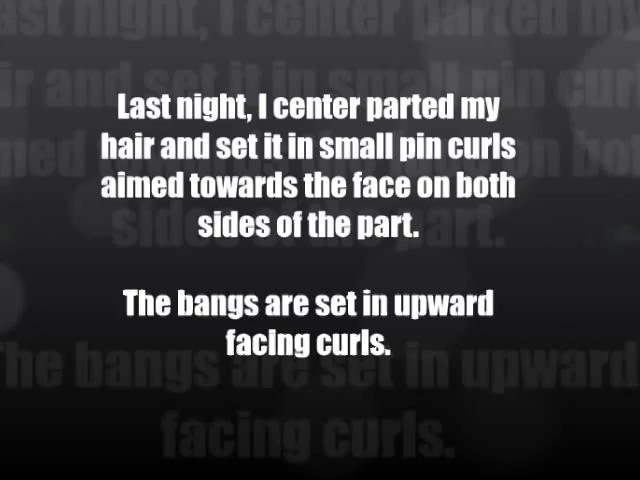 Last night, I center parted my
hair and set it in small pin curls
aimed towards the face on both
sides of the part.
The bangs are set in upward
facing curls.